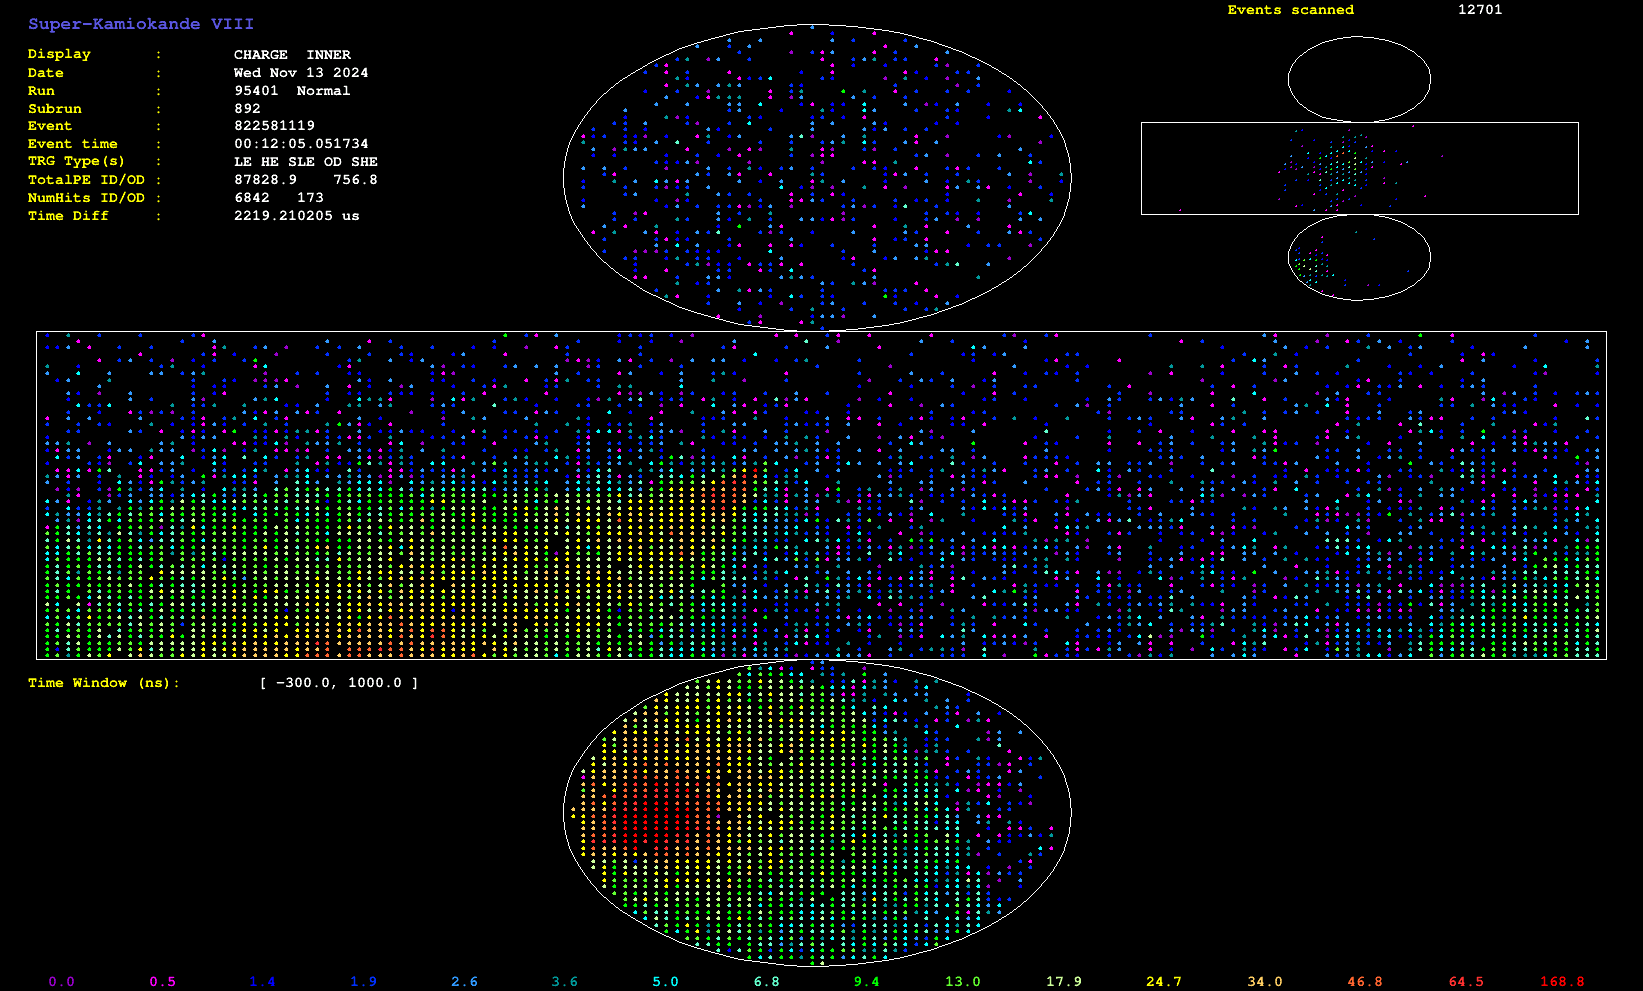 Super-Kamiokande VIII
Events scanned 12701
Display : CHARGE INNER
Date : Wed Nov 13 2024
Run : 95401 Normal
Subrun : 892
Event : 822581119
Event time : 00:12:05.051734
TRG Type(s) : LE HE SLE OD SHE
TotalPE ID/OD : 87828.9 756.8
NumHits ID/OD : 6842 173
Time Diff : 2219.210205 us
Time Window (ns): [ -300.0, 1000.0 ]
0.0 0.5 1.4 1.9 2.6 3.6 5.0 6.8 9.4 13.0 17.9 24.7 34.0 46.8 64.5 168.8